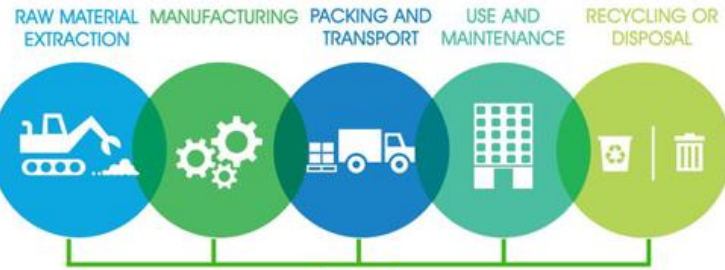 RAW MATERIAL
EXTRACTION
MANUFACTURING
PACKING AND
TRANSPORT
USE AND
MAINTENANCE
RECYCLING OR
DISPOSAL